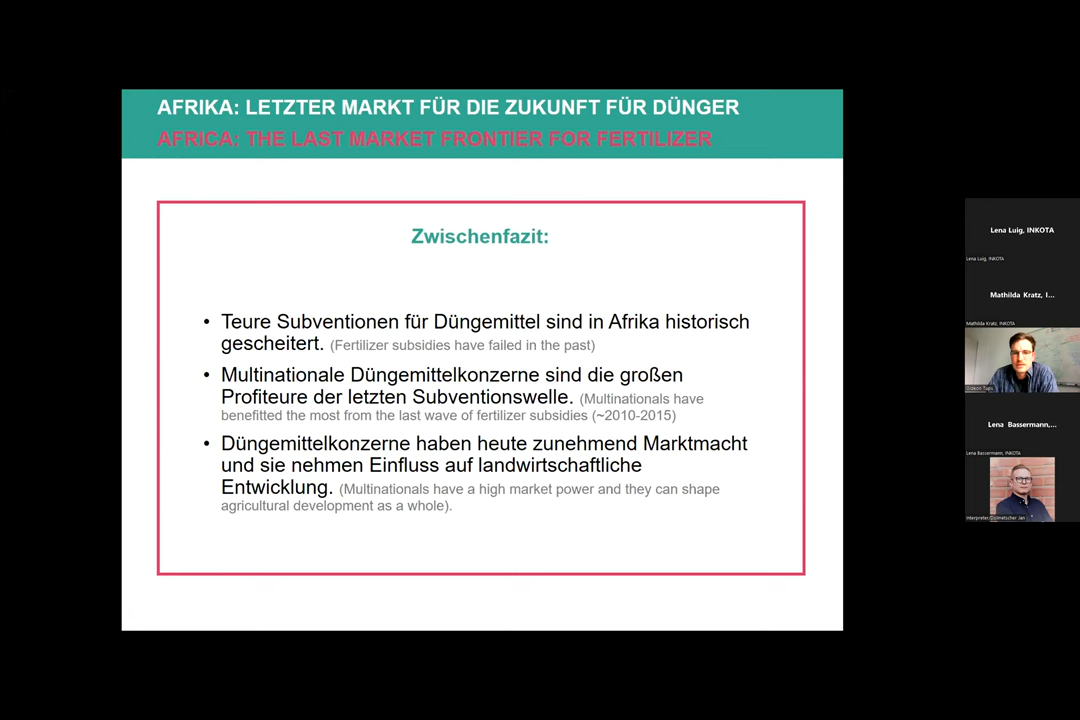 AFRIKA: LETZTER MARKT FÜR DIE ZUKUNFT FÜR DÜNGER
AFRICA: THE LAST MARKET FRONTIER FOR FERTILIZER
Zwischenfazit:
• Teure Subventionen für Düngemittel sind in Afrika historisch
gescheitert. (Fertilizer subsidies have failed in the past)
• Multinationale Düngemittelkonzerne sind die großen
Profiteure der letzten Subventionswelle. (Multinationals have
benefitted the most from the last wave of fertilizer subsidies (~2010-2015)
• Düngemittelkonzerne haben heute zunehmend Marktmacht
und sie nehmen Einfluss auf landwirtschaftliche
Entwicklung. (Multinationals have a high market power and they can shape
agricultural development as a whole).
Lena Luig, INKOTA
Lena Luig, INKOTA
Mathilda Kratz, I...
Mathilda Kratz, INKOTA
Lena Bassermann,...
Lena Bassermann, INKOTA